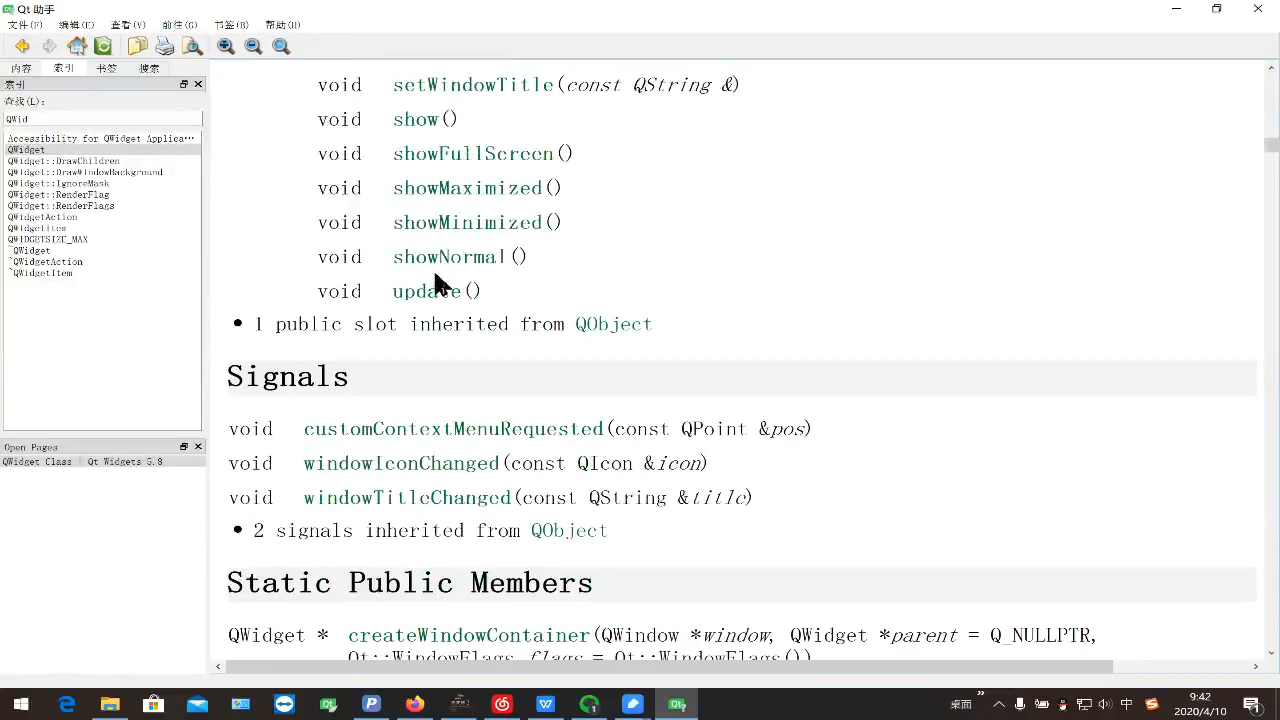 Qt 助手
文件(F) 编辑(E) 查看(V) 前往(G) 书签(B) 帮助(H)
内容 索引 书签 搜索
索引
查找(L):
QWid
Accessibility for QWidget Applica…
QWidget
QWidget::DrawChildren
QWidget::DrawWindowBackground
QWidget::IgnoreMask
QWidget::RenderFlag
QWidget::RenderFlags
QWidgetAction
QWidgetItem
QWIDGETSIZE_MAX
~QWidget
~QWidgetAction
~QWidgetItem
Open Pages
QWidget Class | Qt Widgets 5.8
void setWindowTitle(const QString &)
void show()
void showFullScreen()
void showMaximized()
void showMinimized()
void showNormal()
void update()
• 1 public slot inherited from QObject
Signals
void customContextMenuRequested(const QPoint &pos)
void windowIconChanged(const QIcon &icon)
void windowTitleChanged(const QString &title)
• 2 signals inherited from QObject
Static Public Members
QWidget * createWindowContainer(QWindow *window, QWidget *parent = Q_NULLPTR,
Qt::WindowFlags flags = Qt::WindowFlags())
桌面 » 中 9:42
2020/4/10